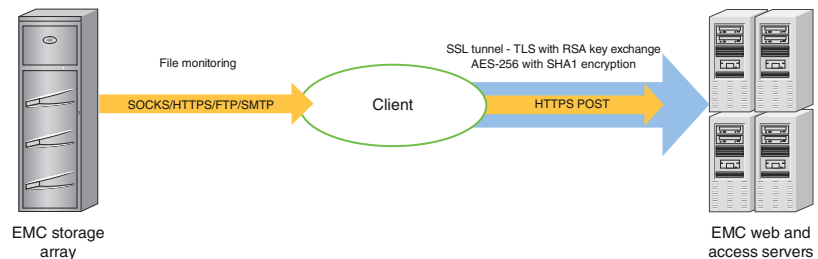 File monitoring
SOCKS/HTTPS/FTP/SMTP
Client
SSL tunnel - TLS with RSA key exchange
AES-256 with SHA1 encryption
HTTPS POST
EMC storage
array
EMC web and
access servers